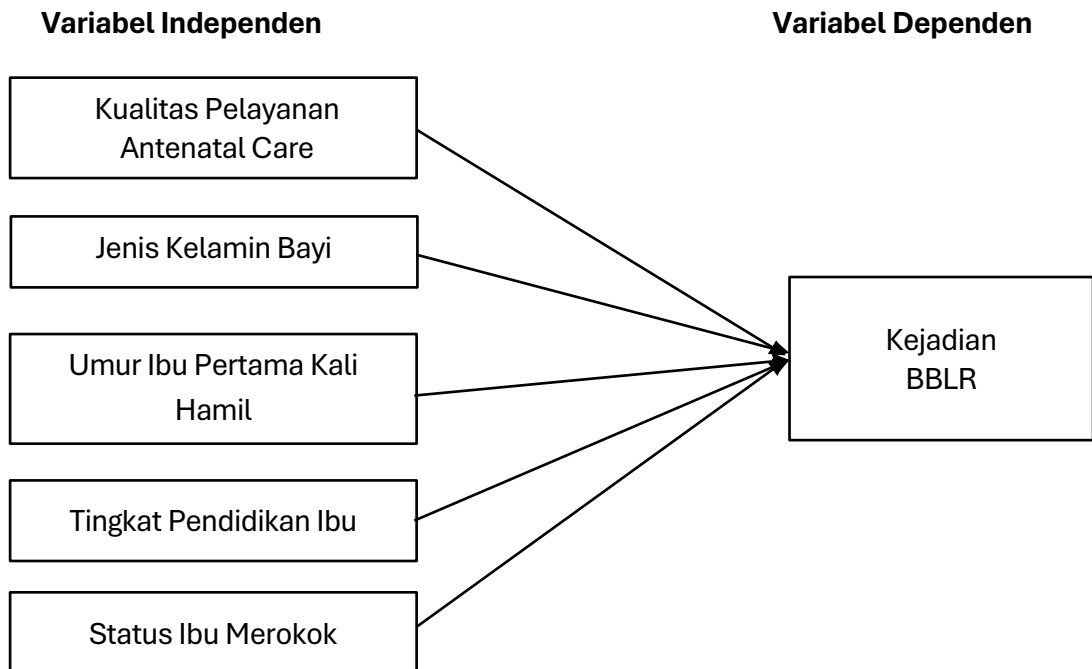 Variabel Independen
Variabel Dependen
Kualitas Pelayanan
Antenatal Care
Jenis Kelamin Bayi
Umur Ibu Pertama Kali
Hamil
Tingkat Pendidikan Ibu
Status Ibu Merokok
Kejadian
BBLR